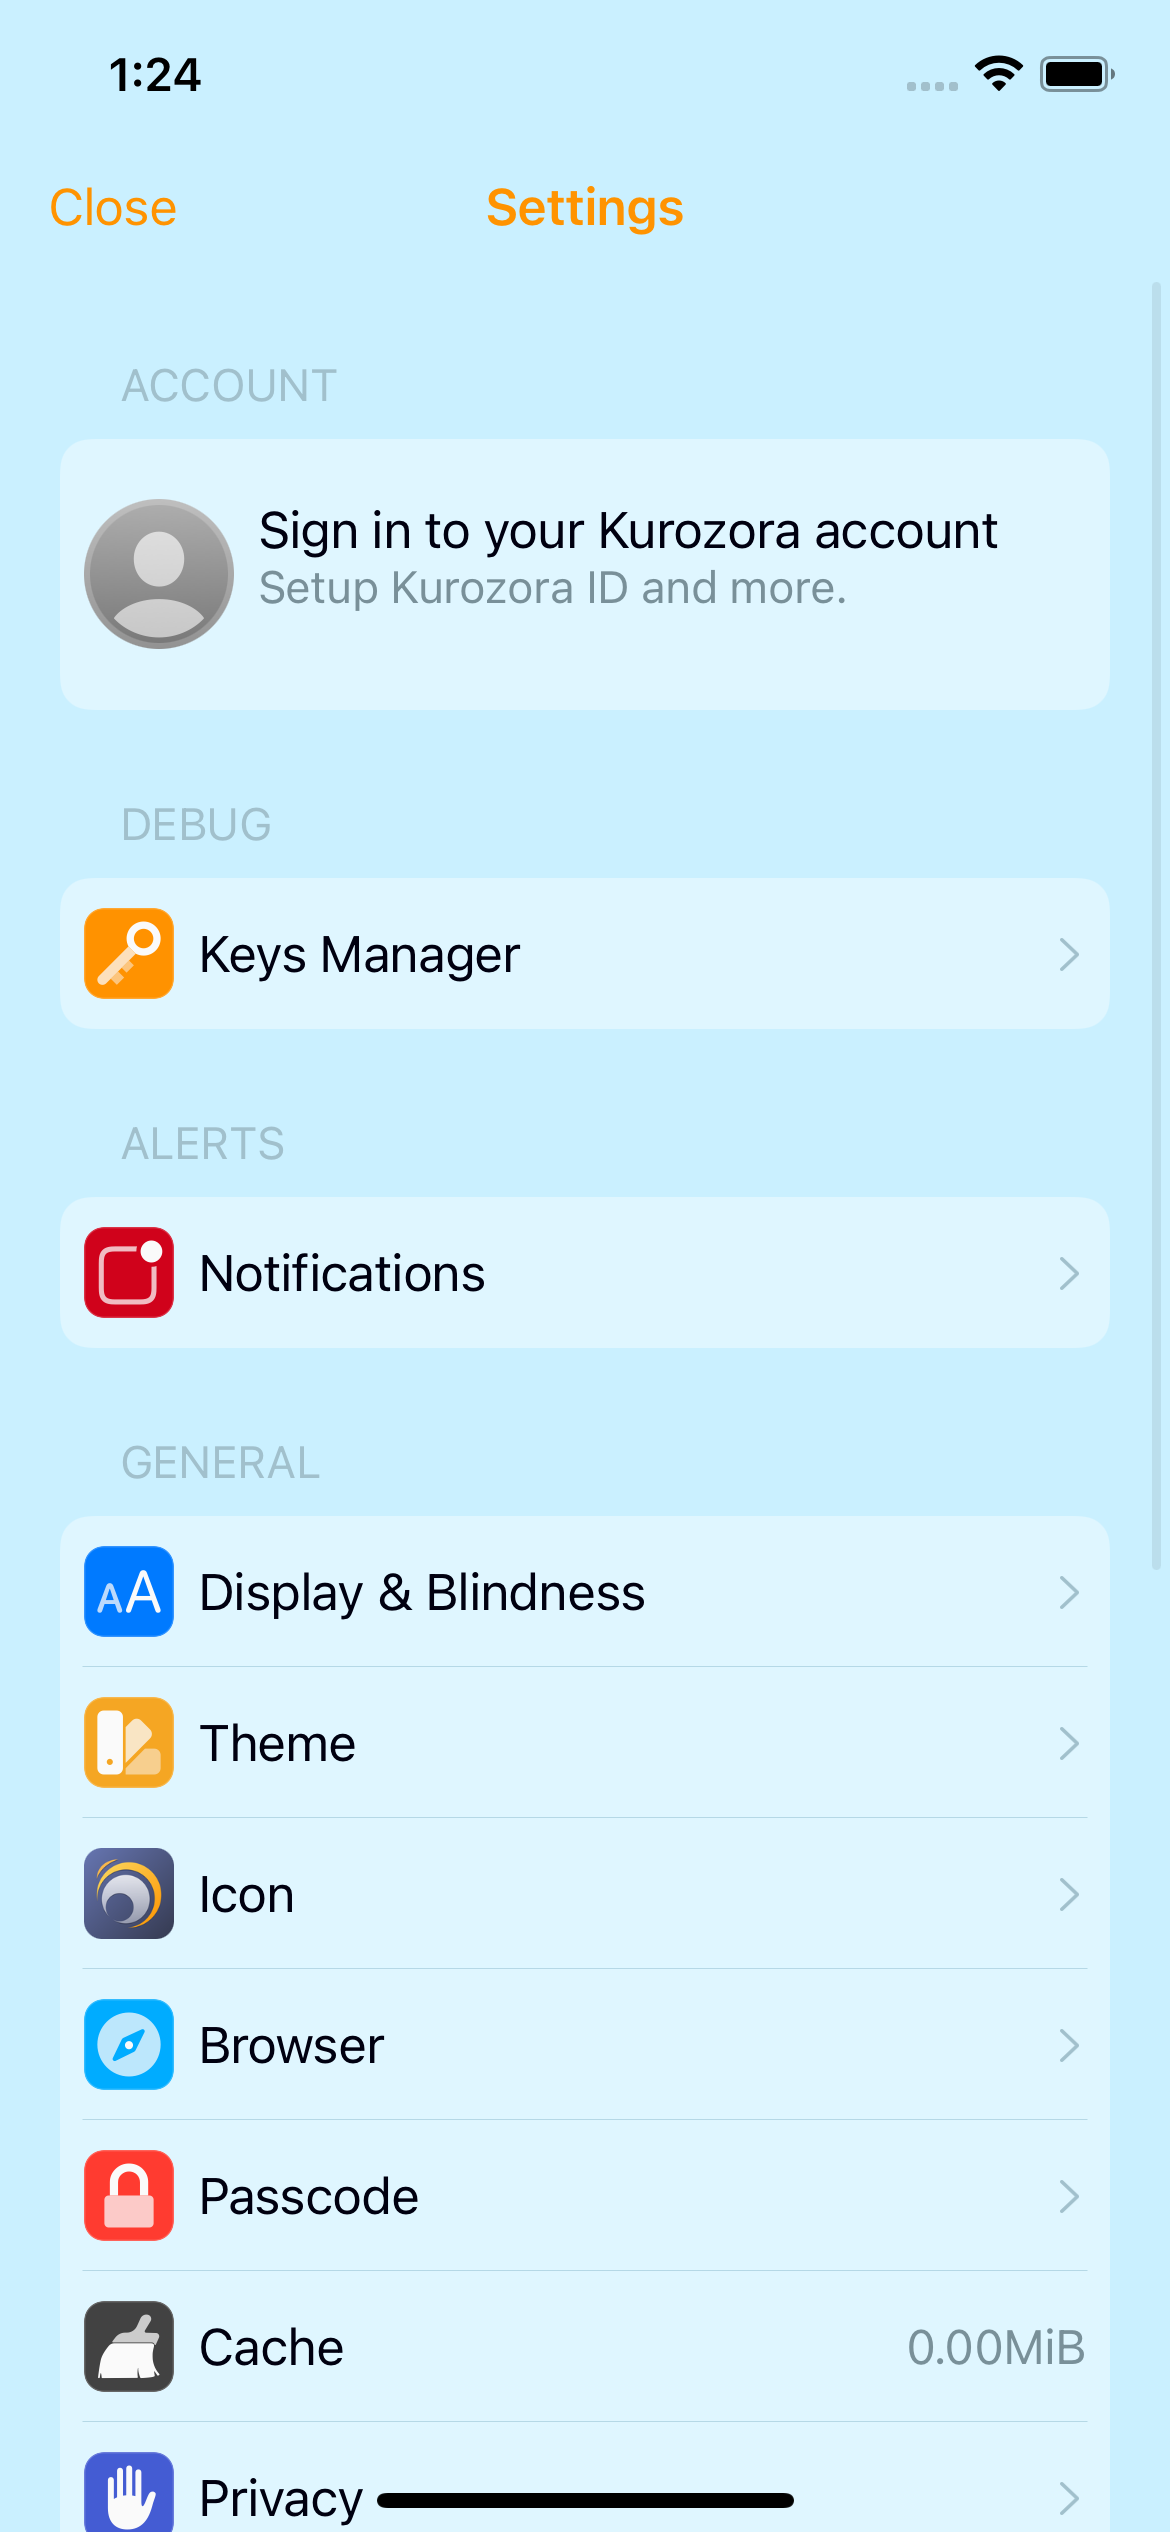 1:24
Close
Settings
ACCOUNT
Sign in to your Kurozora account
Setup Kurozora ID and more.
DEBUG
Keys Manager
ALERTS
Notifications
GENERAL
AA
Display & Blindness
Theme
Icon
Browser
Passcode
Cache
0.00MiB
Privacy